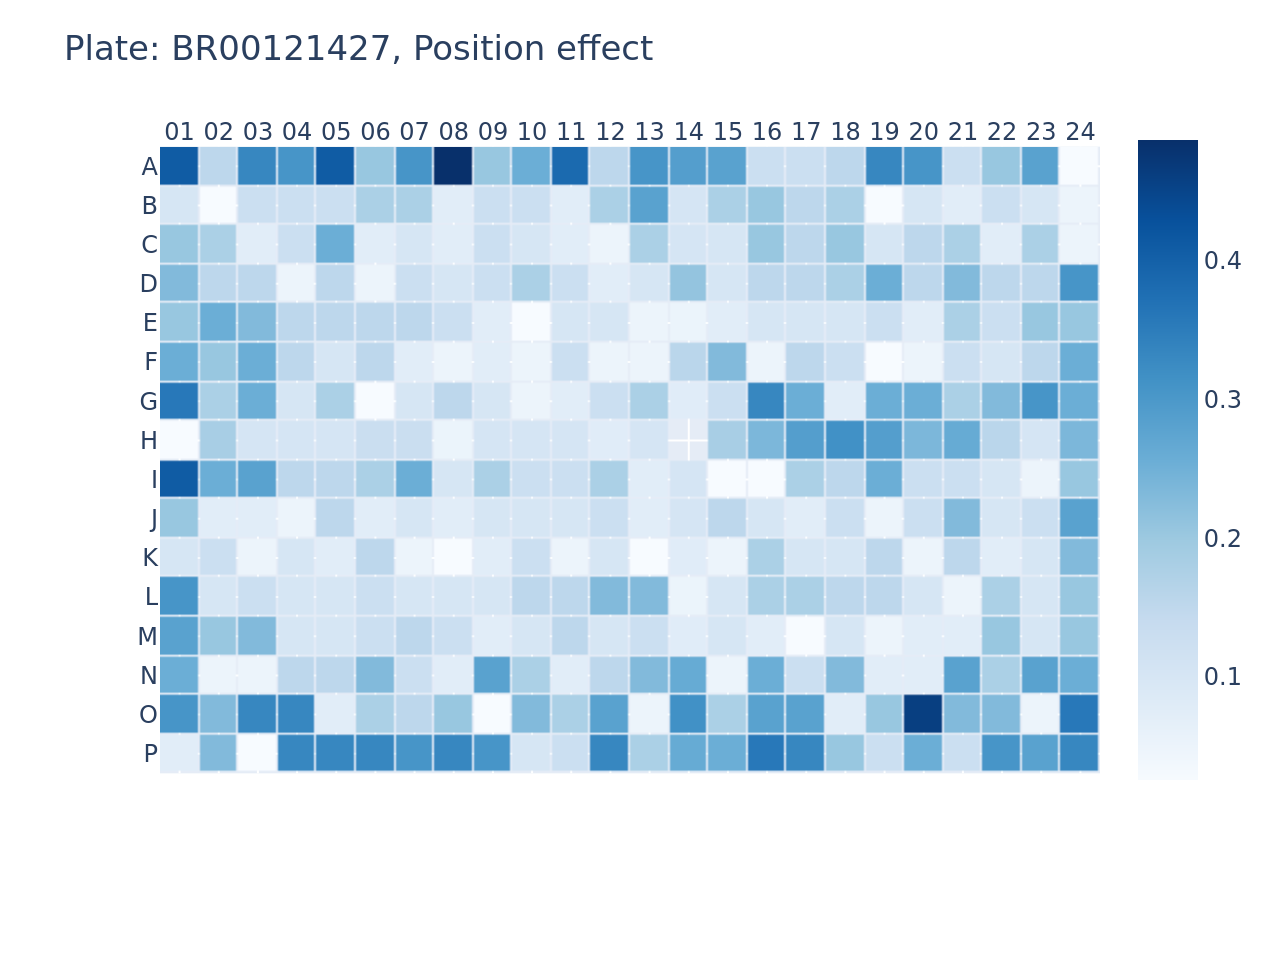 Plate: BR00121427, Position effect
01 02 03 04 05 06 07 08 09 10 11 12 13 14 15 16 17 18 19 20 21 22 23 24
A
B
C
D
E
F
G
H
I
J
K
L
M
N
O
P
0.4
0.3
0.2
0.1